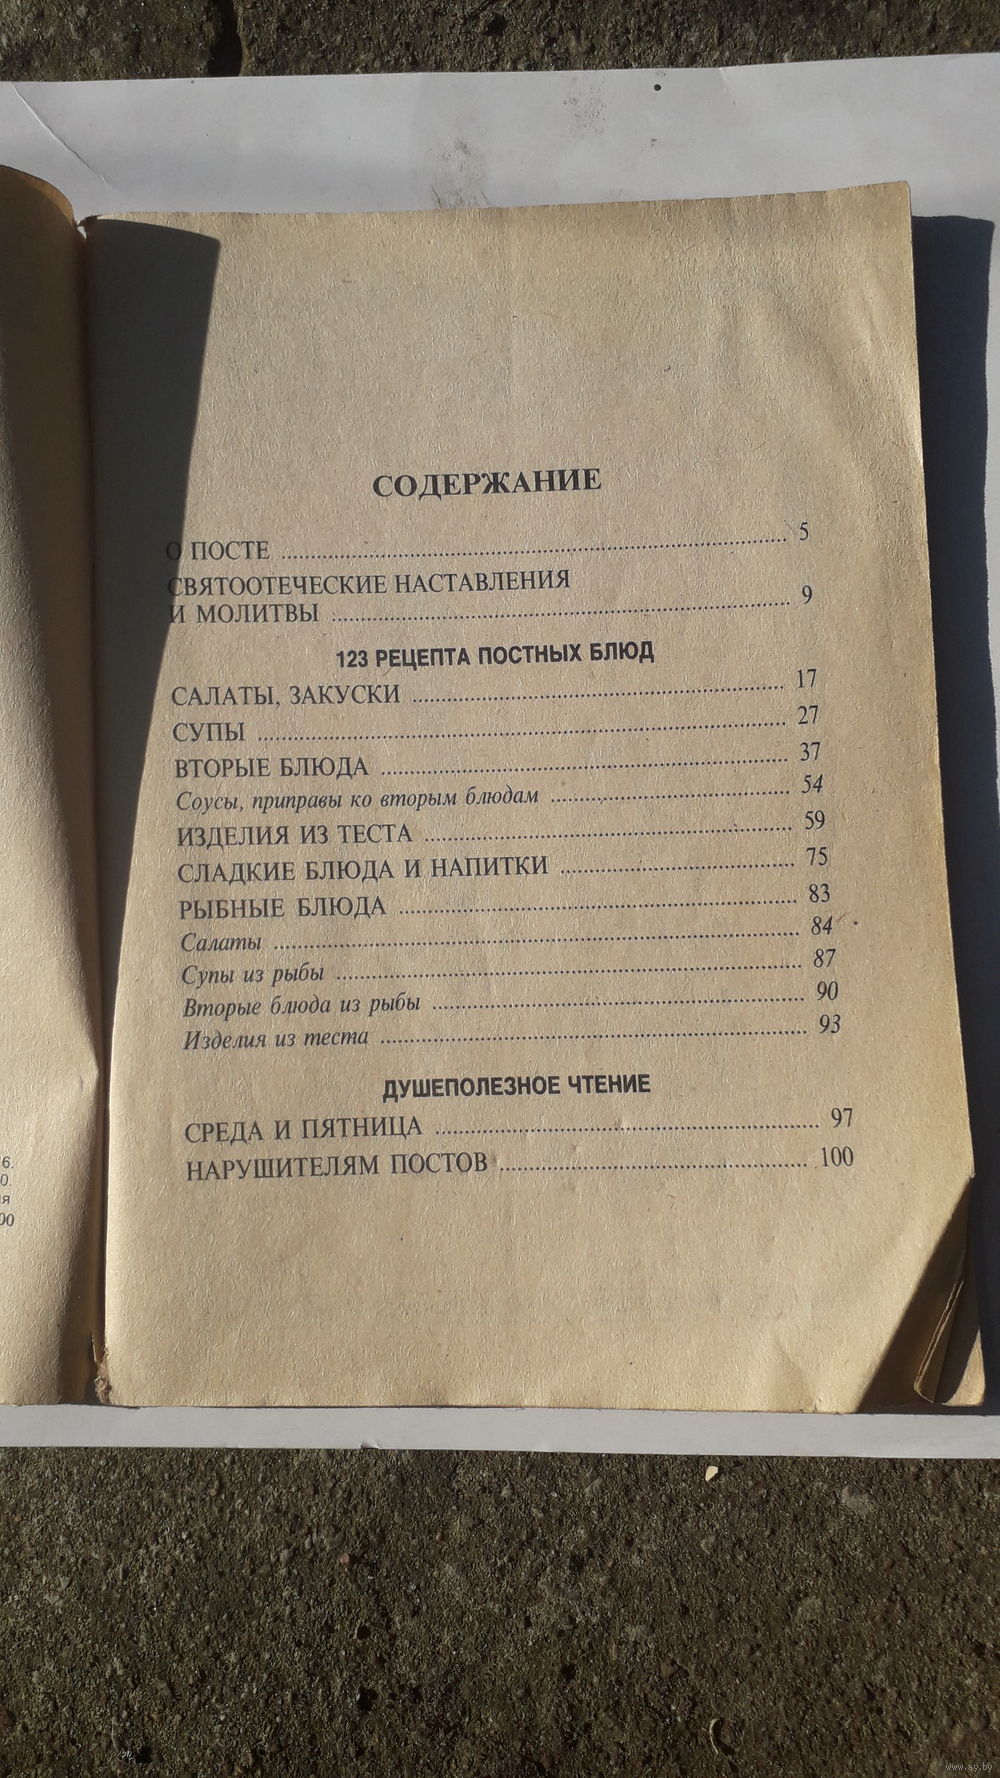 СОДЕРЖАНИЕ
О ПОСТЕ ........ 5
СВЯТООТЕЧЕСКИЕ НАСТАВЛЕНИЯ
И МОЛИТВЫ ........ 9
123 РЕЦЕПТА ПОСТНЫХ БЛЮД
САЛАТЫ, ЗАКУСКИ ........ 17
СУПЫ ........ 27
ВТОРЫЕ БЛЮДА ........ 37
Соусы, приправы ко вторым блюдам ........ 54
ИЗДЕЛИЯ ИЗ ТЕСТА ........ 59
СЛАДКИЕ БЛЮДА И НАПИТКИ ........ 75
РЫБНЫЕ БЛЮДА ........ 83
Салаты ........ 84
Супы из рыбы ........ 87
Вторые блюда из рыбы ........ 90
Изделия из теста ........ 93
ДУШЕПОЛЕЗНОЕ ЧТЕНИЕ
СРЕДА И ПЯТНИЦА ........ 97
НАРУШИТЕЛЯМ ПОСТОВ ........ 100
www.ay.by